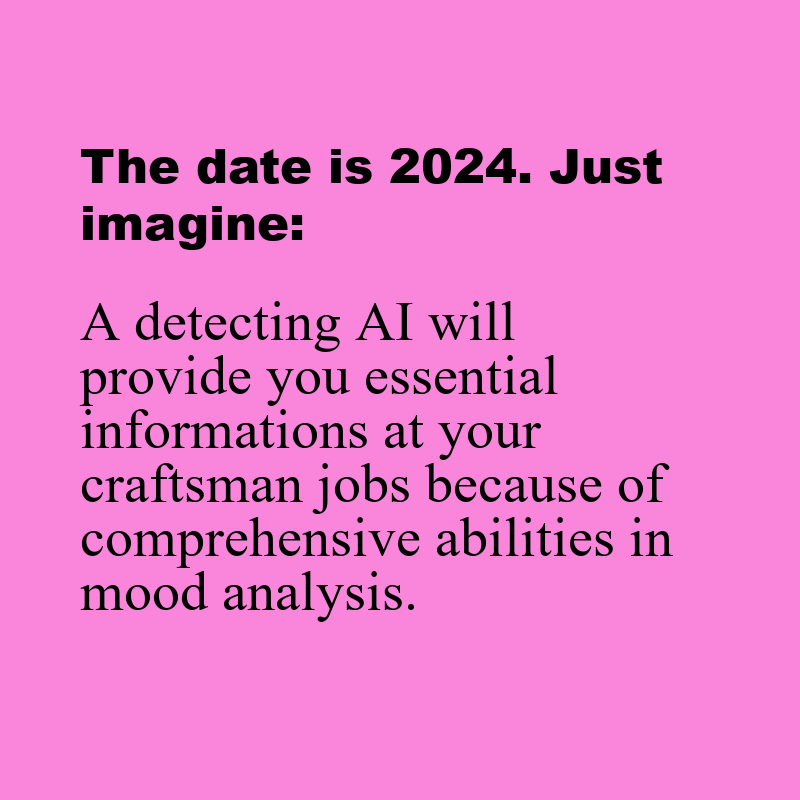 The date is 2024. Just
imagine:
A detecting AI will
provide you essential
informations at your
craftsman jobs because of
comprehensive abilities in
mood analysis.